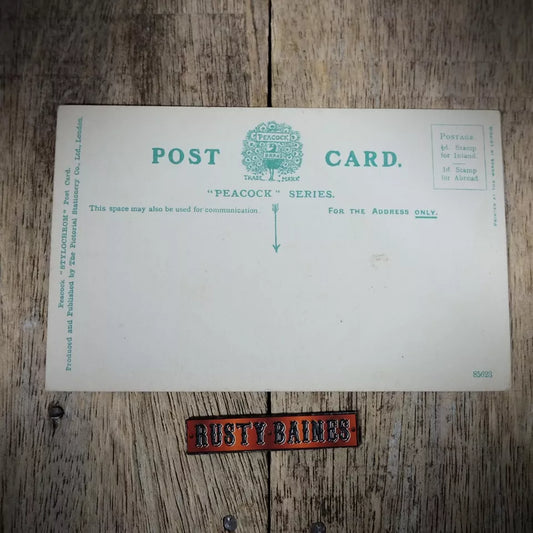 POST CARD.
PEACOCK
BRAND
TRADE MARK
"PEACOCK" SERIES.
This space may also be used for communication.
FOR THE ADDRESS ONLY.
POSTAGE.
½d. Stamp
for Inland.
1d. Stamp
for Abroad
Peacock "STYLOCHROM" Post Card.
Produced and Published by The Pictorial Stationery Co., Ltd., London.
85623
RUSTY·BAINES